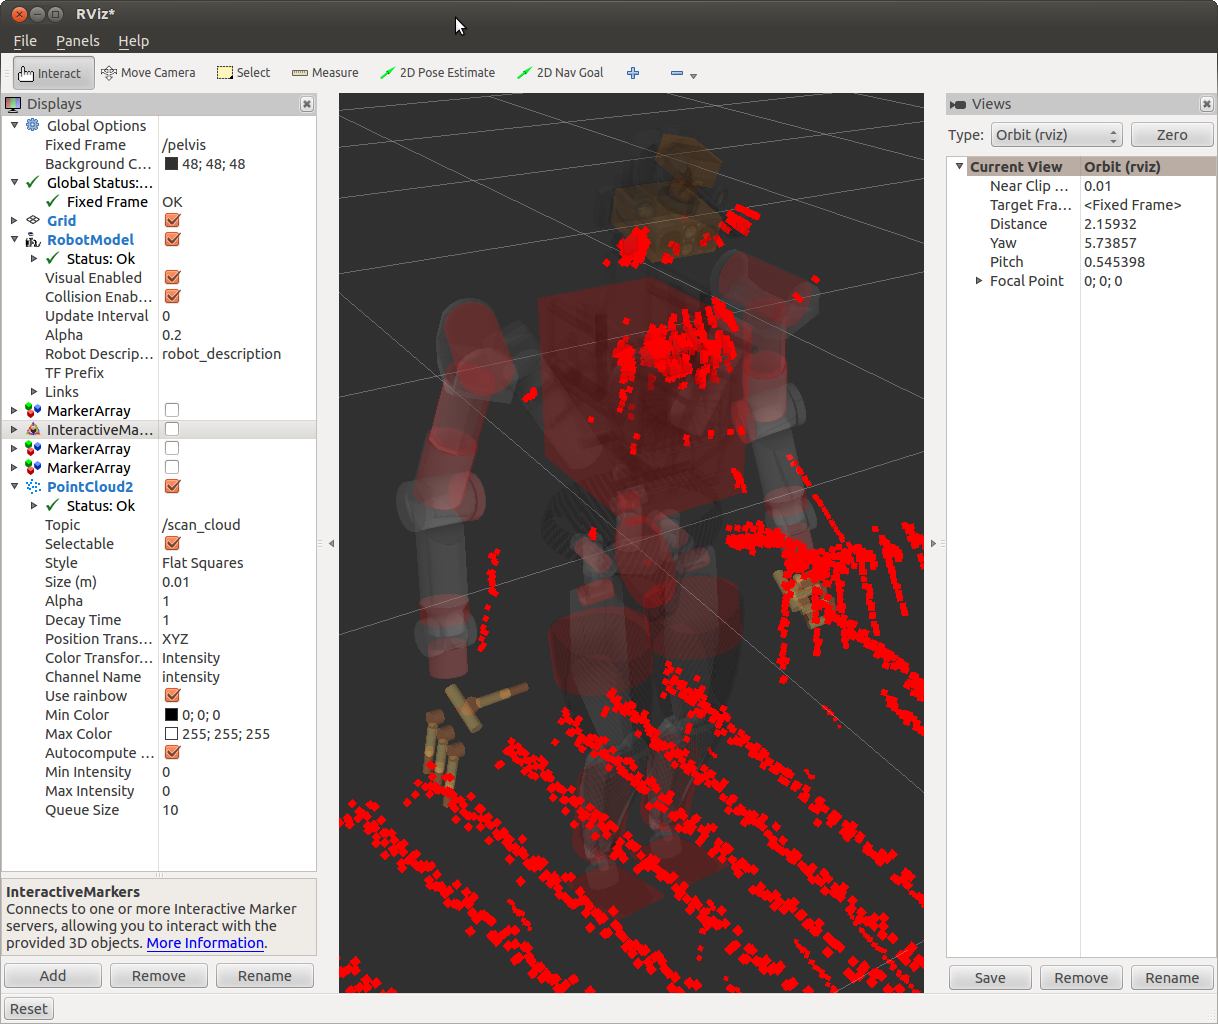 RViz*
File Panels Help
Interact Move Camera Select Measure 2D Pose Estimate 2D Nav Goal
Displays
Global Options
Fixed Frame /pelvis
Background C... 48; 48; 48
Global Status:...
Fixed Frame OK
Grid
RobotModel
Status: Ok
Visual Enabled
Collision Enab...
Update Interval 0
Alpha 0.2
Robot Descrip... robot_description
TF Prefix
Links
MarkerArray
InteractiveMa...
MarkerArray
MarkerArray
PointCloud2
Status: Ok
Topic /scan_cloud
Selectable
Style Flat Squares
Size (m) 0.01
Alpha 1
Decay Time 1
Position Trans... XYZ
Color Transfor... Intensity
Channel Name intensity
Use rainbow
Min Color 0; 0; 0
Max Color 255; 255; 255
Autocompute ...
Min Intensity 0
Max Intensity 0
Queue Size 10
InteractiveMarkers
Connects to one or more Interactive Marker
servers, allowing you to interact with the
provided 3D objects. More Information.
Add Remove Rename
Reset
Views
Type: Orbit (rviz) Zero
Current View Orbit (rviz)
Near Clip ... 0.01
Target Fra... <Fixed Frame>
Distance 2.15932
Yaw 5.73857
Pitch 0.545398
Focal Point 0; 0; 0
Save Remove Rename